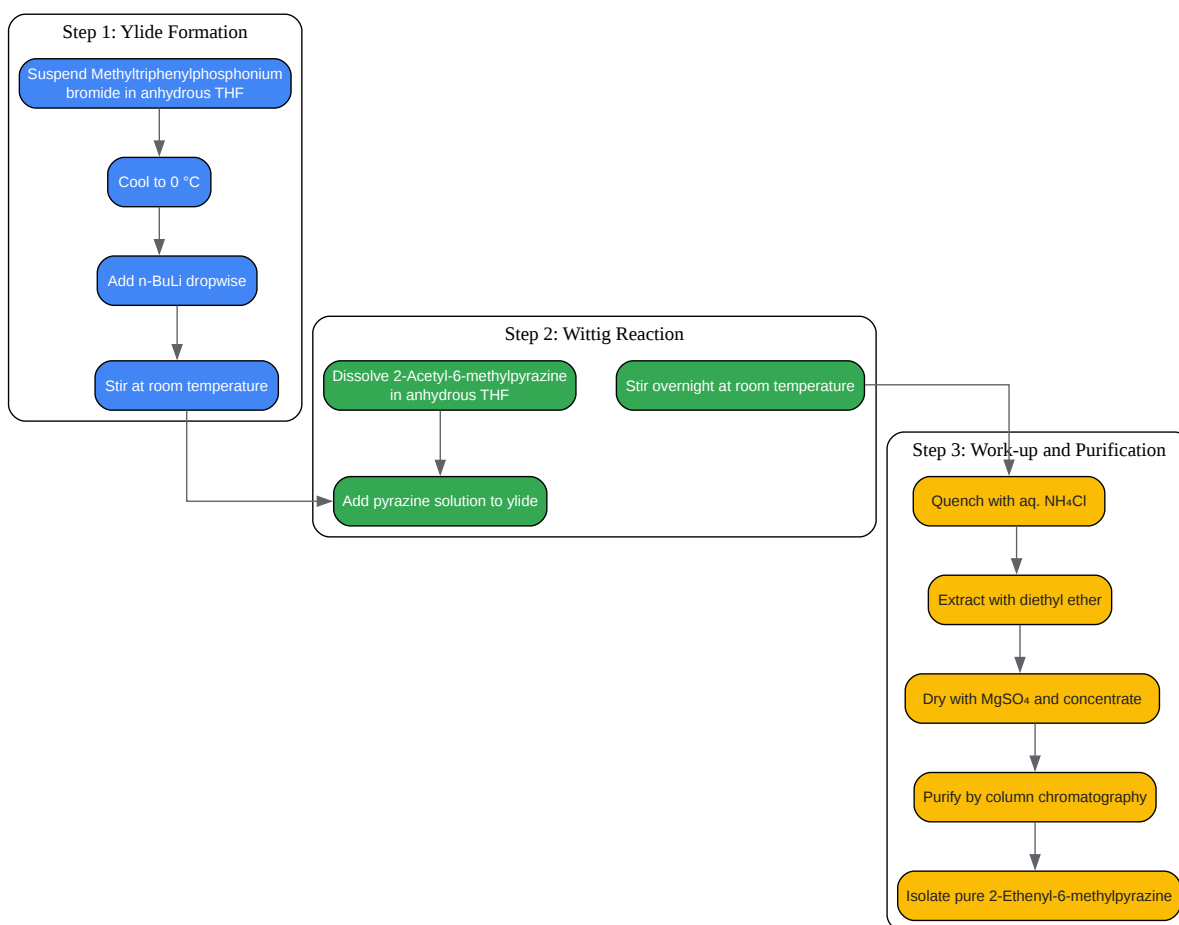 Step 1: Ylide Formation
Suspend Methyltriphenylphosphonium
bromide in anhydrous THF
Cool to 0 °C
Add n-BuLi dropwise
Stir at room temperature
Step 2: Wittig Reaction
Dissolve 2-Acetyl-6-methylpyrazine
in anhydrous THF
Stir overnight at room temperature
Add pyrazine solution to ylide
Step 3: Work-up and Purification
Quench with aq. NH₄Cl
Extract with diethyl ether
Dry with MgSO₄ and concentrate
Purify by column chromatography
Isolate pure 2-Ethenyl-6-methylpyrazine